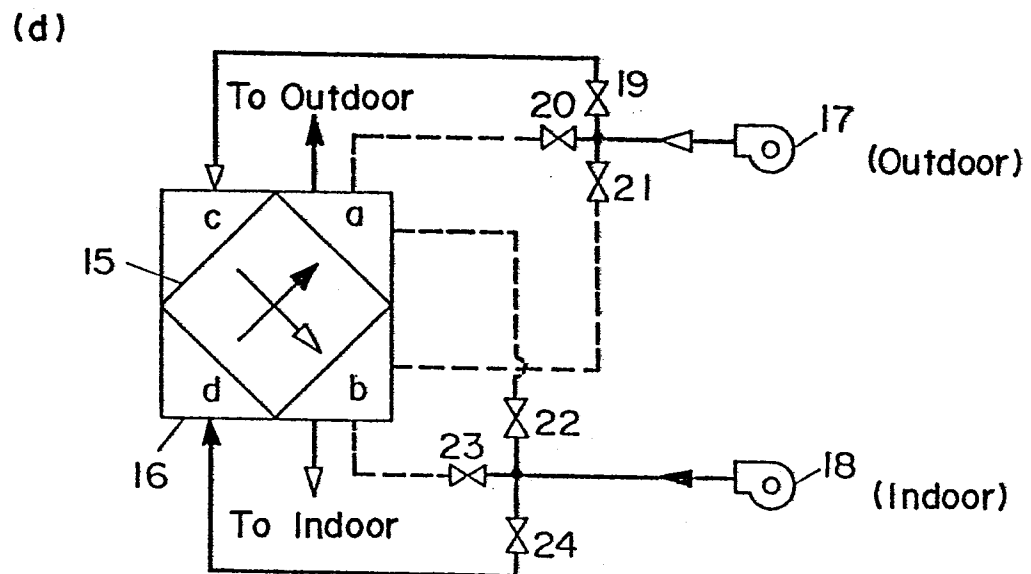 (d)
To Outdoor
20
19
17
(Outdoor)
21
c
a
15
d
b
22
16
23
18
(Indoor)
To Indoor
24